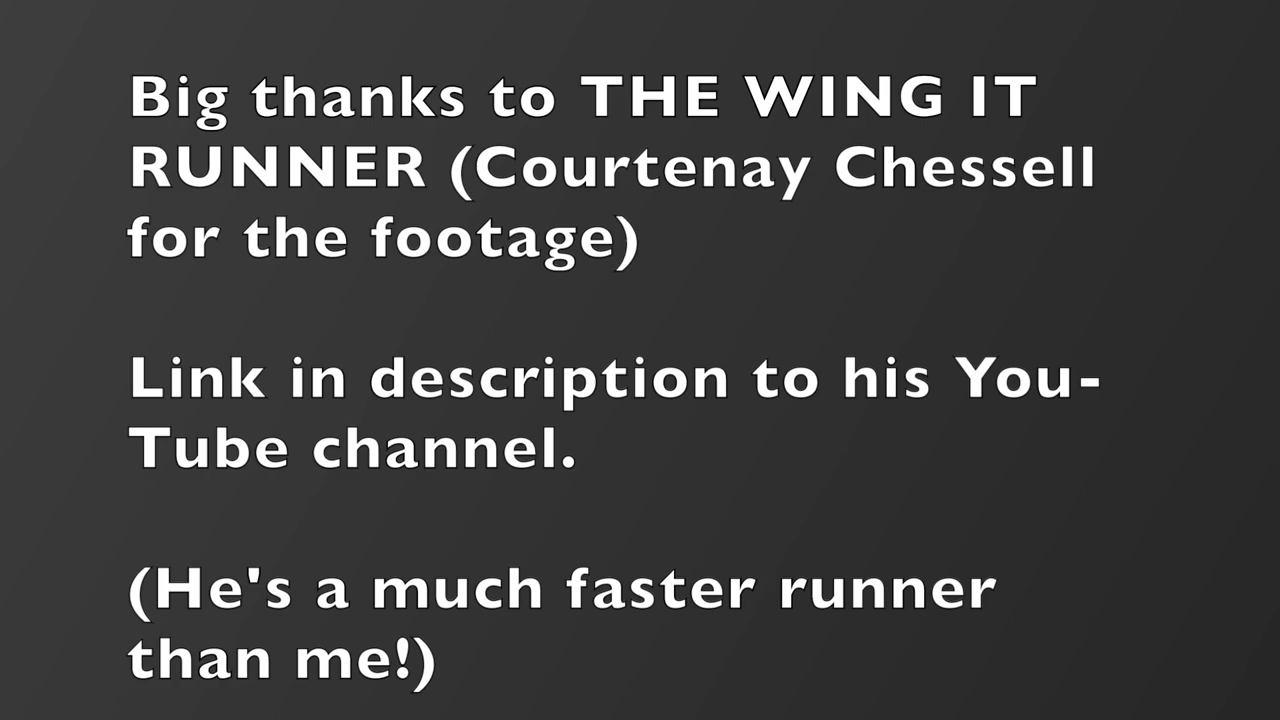 Big thanks to THE WING IT
RUNNER (Courtenay Chessell
for the footage)
Link in description to his You-
Tube channel.
(He's a much faster runner
than me!)